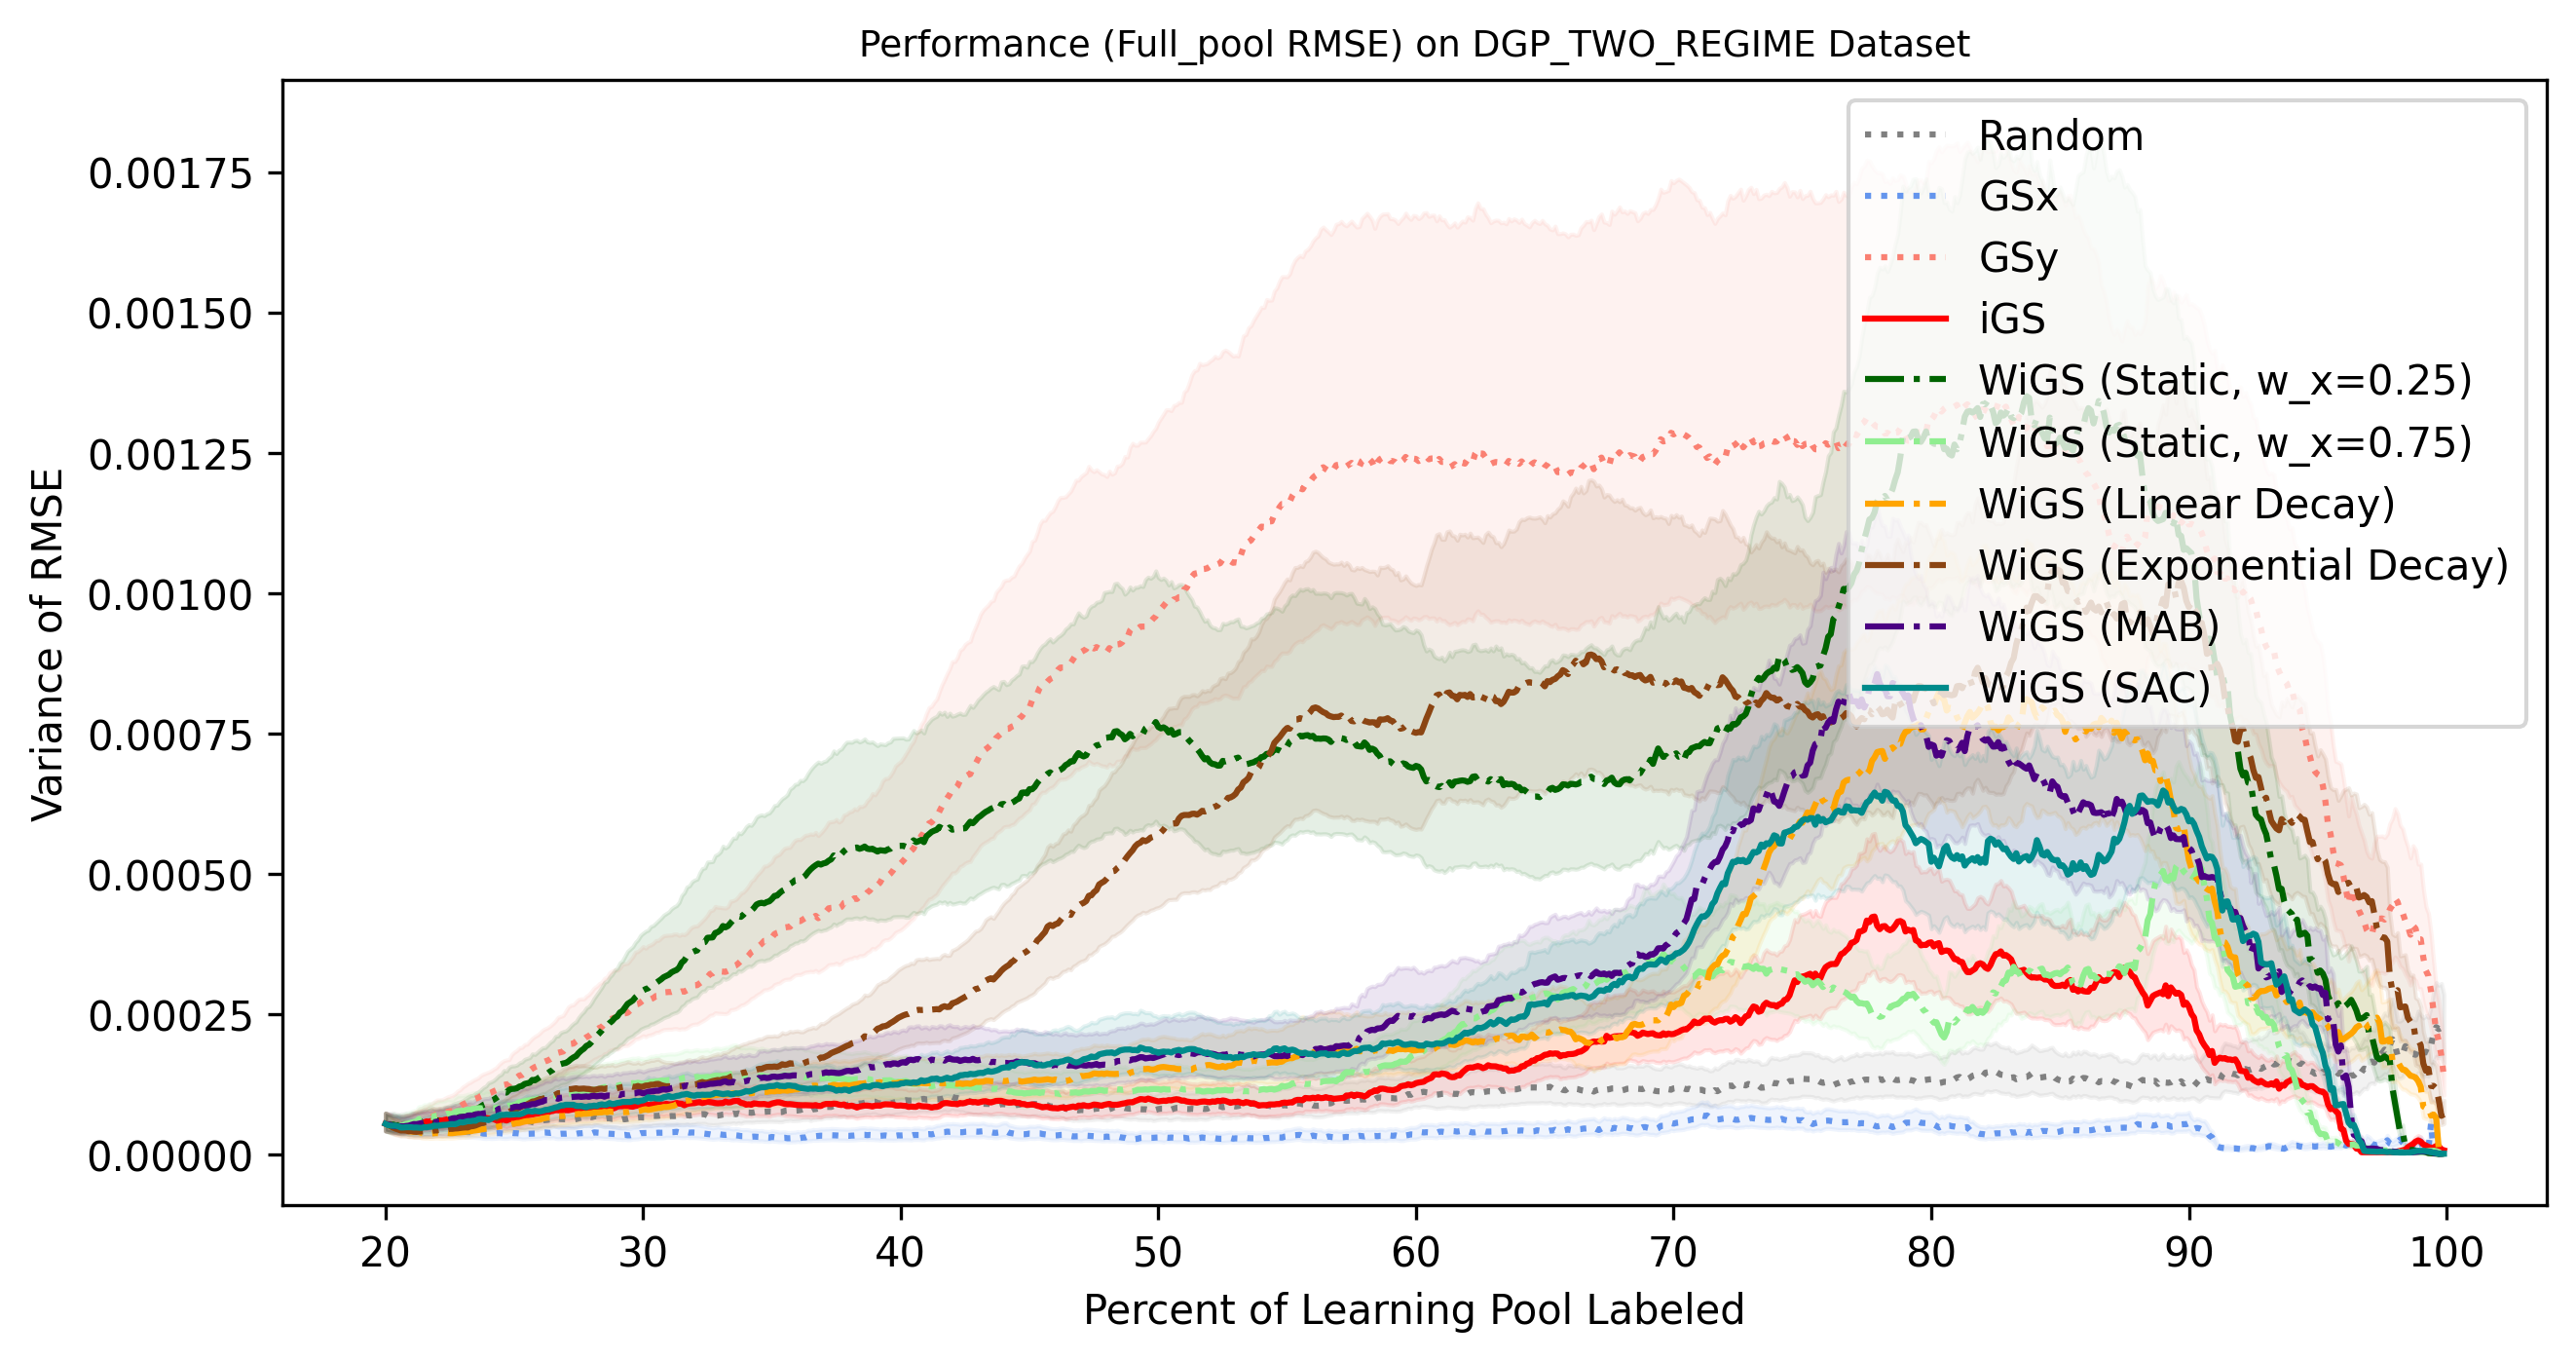 Performance (Full_pool RMSE) on DGP_TWO_REGIME Dataset
Variance of RMSE
0.00175
0.00150
0.00125
0.00100
0.00075
0.00050
0.00025
0.00000
Random
GSx
GSy
iGS
WiGS (Static, w_x=0.25)
WiGS (Static, w_x=0.75)
WiGS (Linear Decay)
WiGS (Exponential Decay)
WiGS (MAB)
WiGS (SAC)
20 30 40 50 60 70 80 90 100
Percent of Learning Pool Labeled